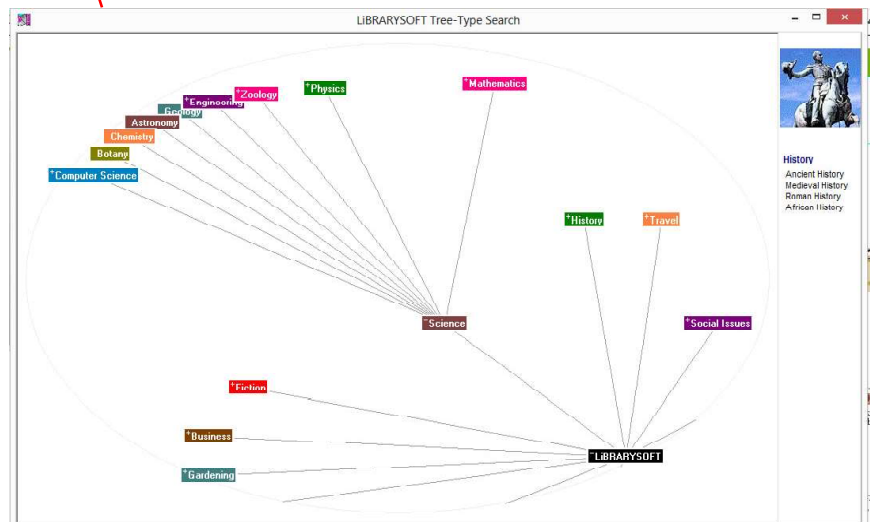 LiBRARYSOFT Tree-Type Search
+Physics
+Mathematics
+Zoology
+Engineering
Geology
Astronomy
Chemistry
Botany
+Computer Science
History
Ancient History
Medieval History
Roman History
African History
+History
+Travel
−Science
+Social Issues
+Fiction
+Business
−LiBRARYSOFT
+Gardening